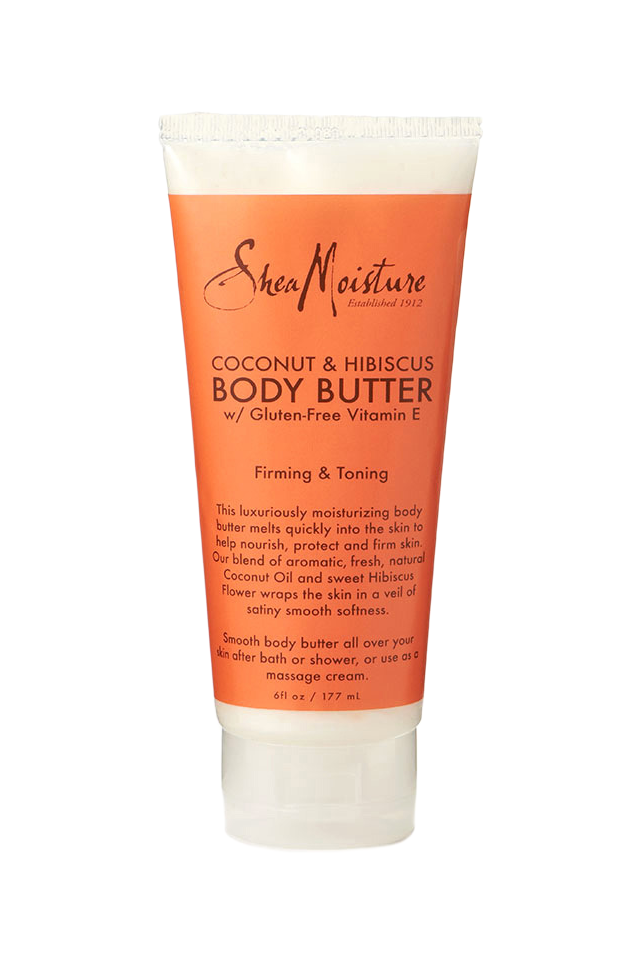 SheaMoisture
Established 1912
COCONUT & HIBISCUS
BODY BUTTER
w/ Gluten-Free Vitamin E
Firming & Toning
This luxuriously moisturizing body
butter melts quickly into the skin to
help nourish, protect and firm skin.
Our blend of aromatic, fresh, natural
Coconut Oil and sweet Hibiscus
Flower wraps the skin in a veil of
satiny smooth softness.
Smooth body butter all over your
skin after bath or shower, or use as a
massage cream.
6fl oz / 177 mL